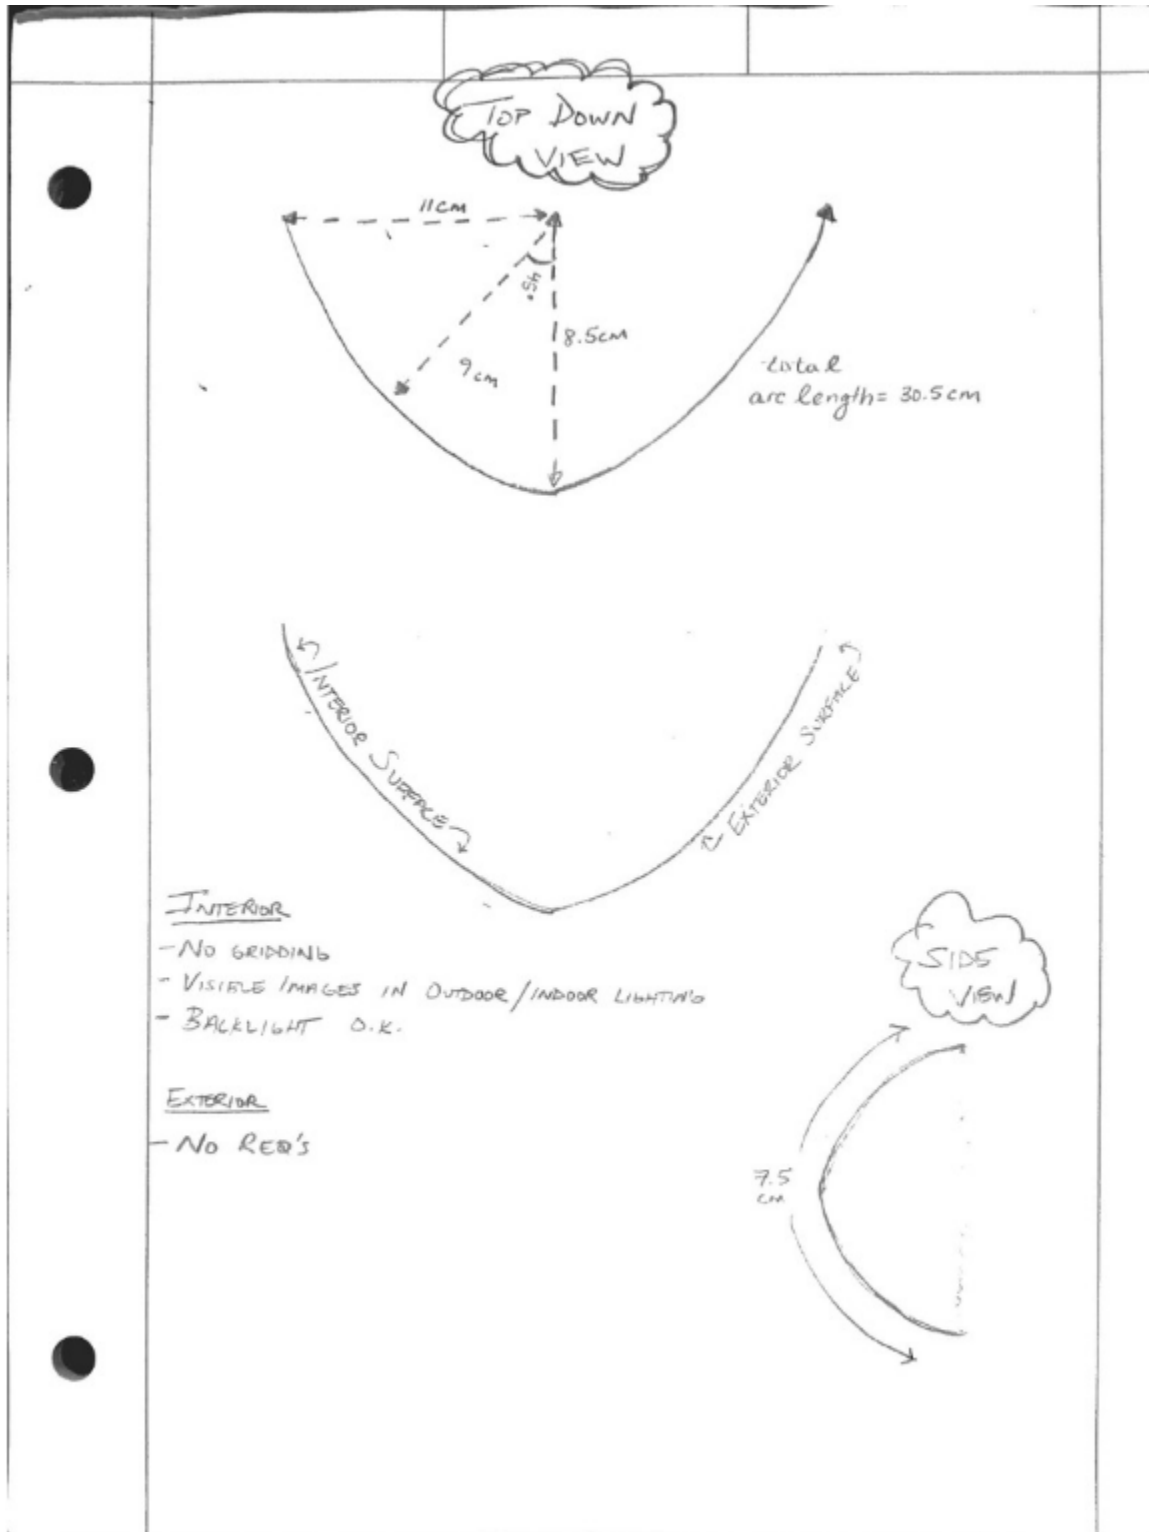 TOP DOWN
VIEW
11cm
45°
8.5cm
9cm
total
arc length= 30.5cm
INTERIOR SURFACE
EXTERIOR SURFACE
INTERIOR
- NO GRIDDING
- VISIBLE IMAGES IN OUTDOOR/INDOOR LIGHTING
- BACKLIGHT O.K.
SIDE
VIEW
EXTERIOR
- NO REQ'S
7.5
cm